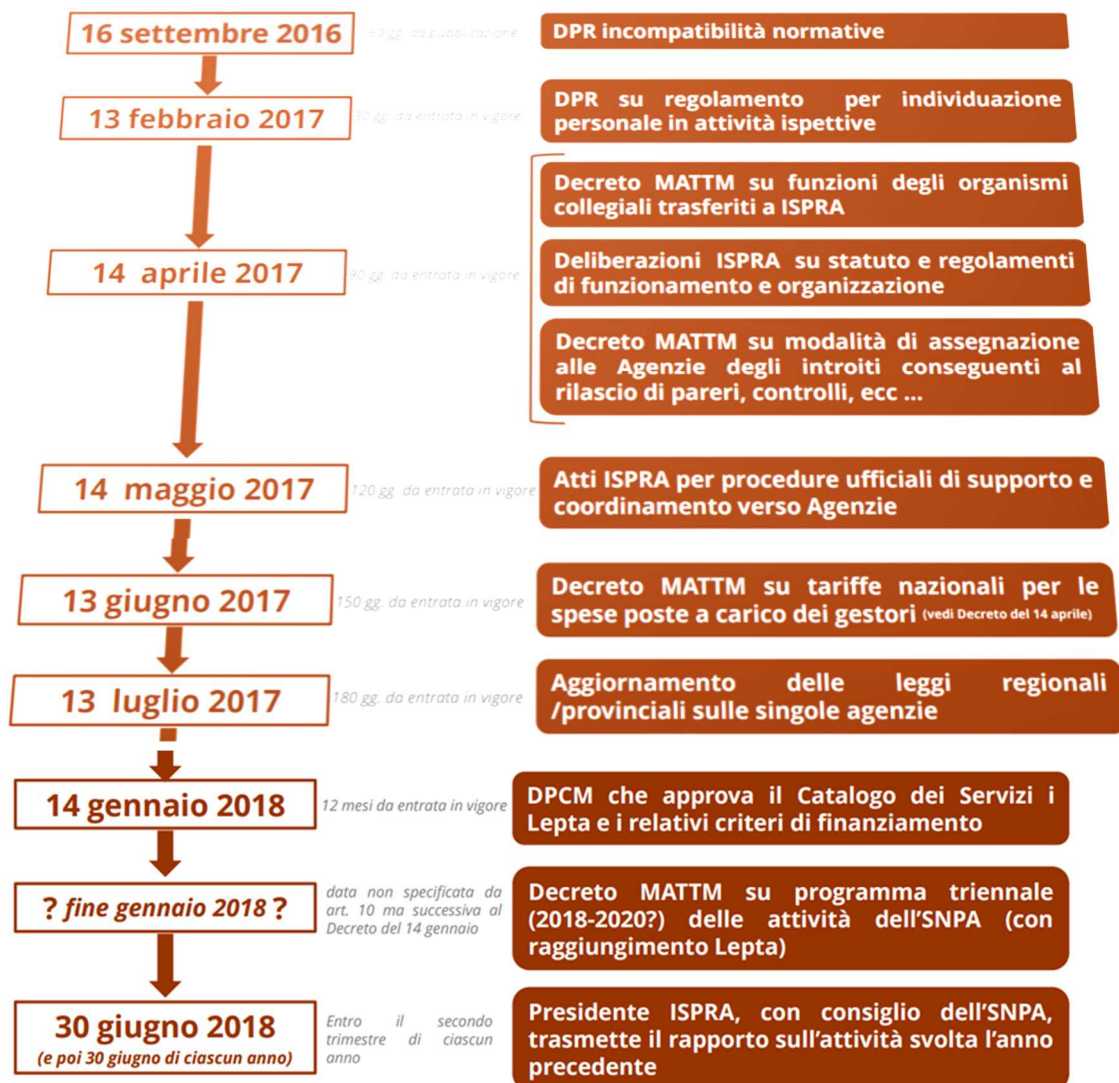 16 settembre 2016
60 gg. da pubblicazione
DPR incompatibilità normative
13 febbraio 2017
30 gg. da entrata in vigore
DPR su regolamento per individuazione
personale in attività ispettive
Decreto MATTM su funzioni degli organismi
collegiali trasferiti a ISPRA
14 aprile 2017
90 gg. da entrata in vigore
Deliberazioni ISPRA su statuto e regolamenti
di funzionamento e organizzazione
Decreto MATTM su modalità di assegnazione
alle Agenzie degli introiti conseguenti al
rilascio di pareri, controlli, ecc ...
14 maggio 2017
120 gg. da entrata in vigore
Atti ISPRA per procedure ufficiali di supporto e
coordinamento verso Agenzie
13 giugno 2017
150 gg. da entrata in vigore
Decreto MATTM su tariffe nazionali per le
spese poste a carico dei gestori (vedi Decreto del 14 aprile)
13 luglio 2017
180 gg. da entrata in vigore
Aggiornamento delle leggi regionali
/provinciali sulle singole agenzie
14 gennaio 2018
12 mesi da entrata in vigore
DPCM che approva il Catalogo dei Servizi i
Lepta e i relativi criteri di finanziamento
? fine gennaio 2018 ?
data non specificata da
art. 10 ma successiva al
Decreto del 14 gennaio
Decreto MATTM su programma triennale
(2018-2020?) delle attività dell'SNPA (con
raggiungimento Lepta)
30 giugno 2018
(e poi 30 giugno di ciascun anno)
Entro il secondo
trimestre di ciascun
anno
Presidente ISPRA, con consiglio dell'SNPA,
trasmette il rapporto sull'attività svolta l'anno
precedente